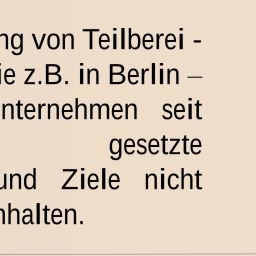 ng von Teilberei -
ie z.B. in Berlin –
nternehmen seit
gesetzte
und Ziele nicht
nhalten.